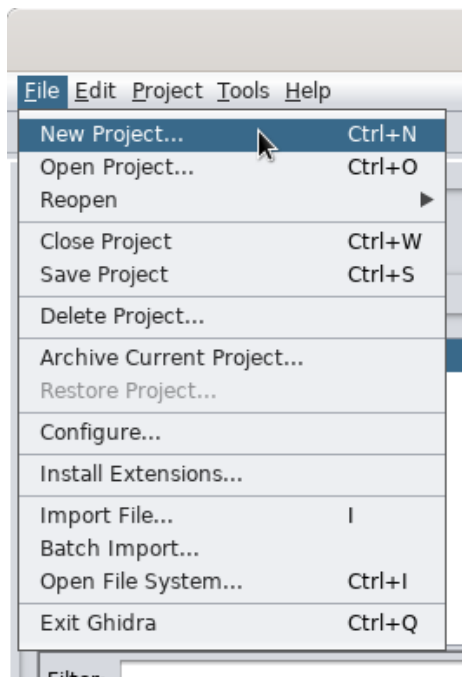 File Edit Project Tools Help
New Project... Ctrl+N
Open Project... Ctrl+O
Reopen
Close Project Ctrl+W
Save Project Ctrl+S
Delete Project...
Archive Current Project...
Restore Project...
Configure...
Install Extensions...
Import File... I
Batch Import...
Open File System... Ctrl+I
Exit Ghidra Ctrl+Q
Filter